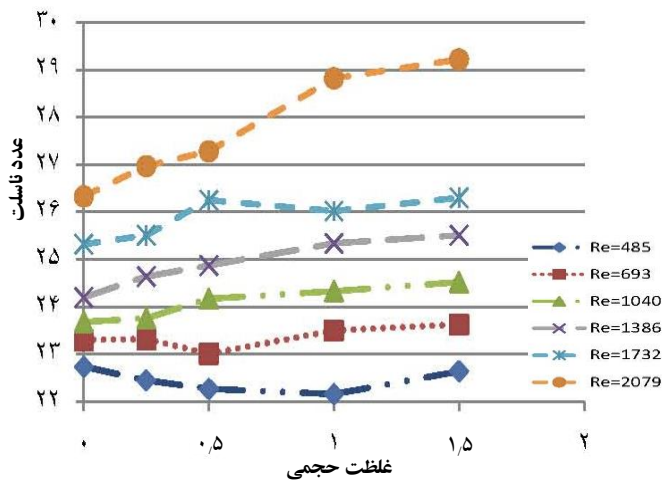 ۳۰
۲۹
۲۸
۲۷
۲۶
۲۵
۲۴
۲۳
۲۲
عدد ناسلت
۰
۰٫۵
۱
۱٫۵
۲
غلظت حجمی
Re=485
Re=693
Re=1040
Re=1386
Re=1732
Re=2079